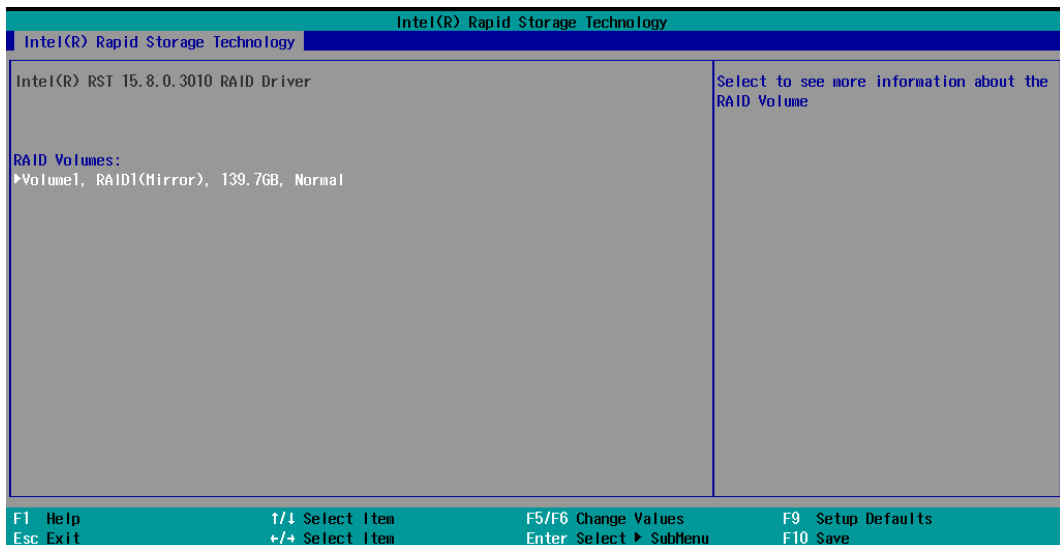 Intel(R) Rapid Storage Technology
Intel(R) Rapid Storage Technology
Intel(R) RST 15.8.0.3010 RAID Driver
Select to see more information about the
RAID Volume
RAID Volumes:
▶Volume1, RAID1(Mirror), 139.7GB, Normal
F1 Help ↑/↓ Select Item F5/F6 Change Values F9 Setup Defaults
Esc Exit ←/→ Select Item Enter Select ▶ SubMenu F10 Save